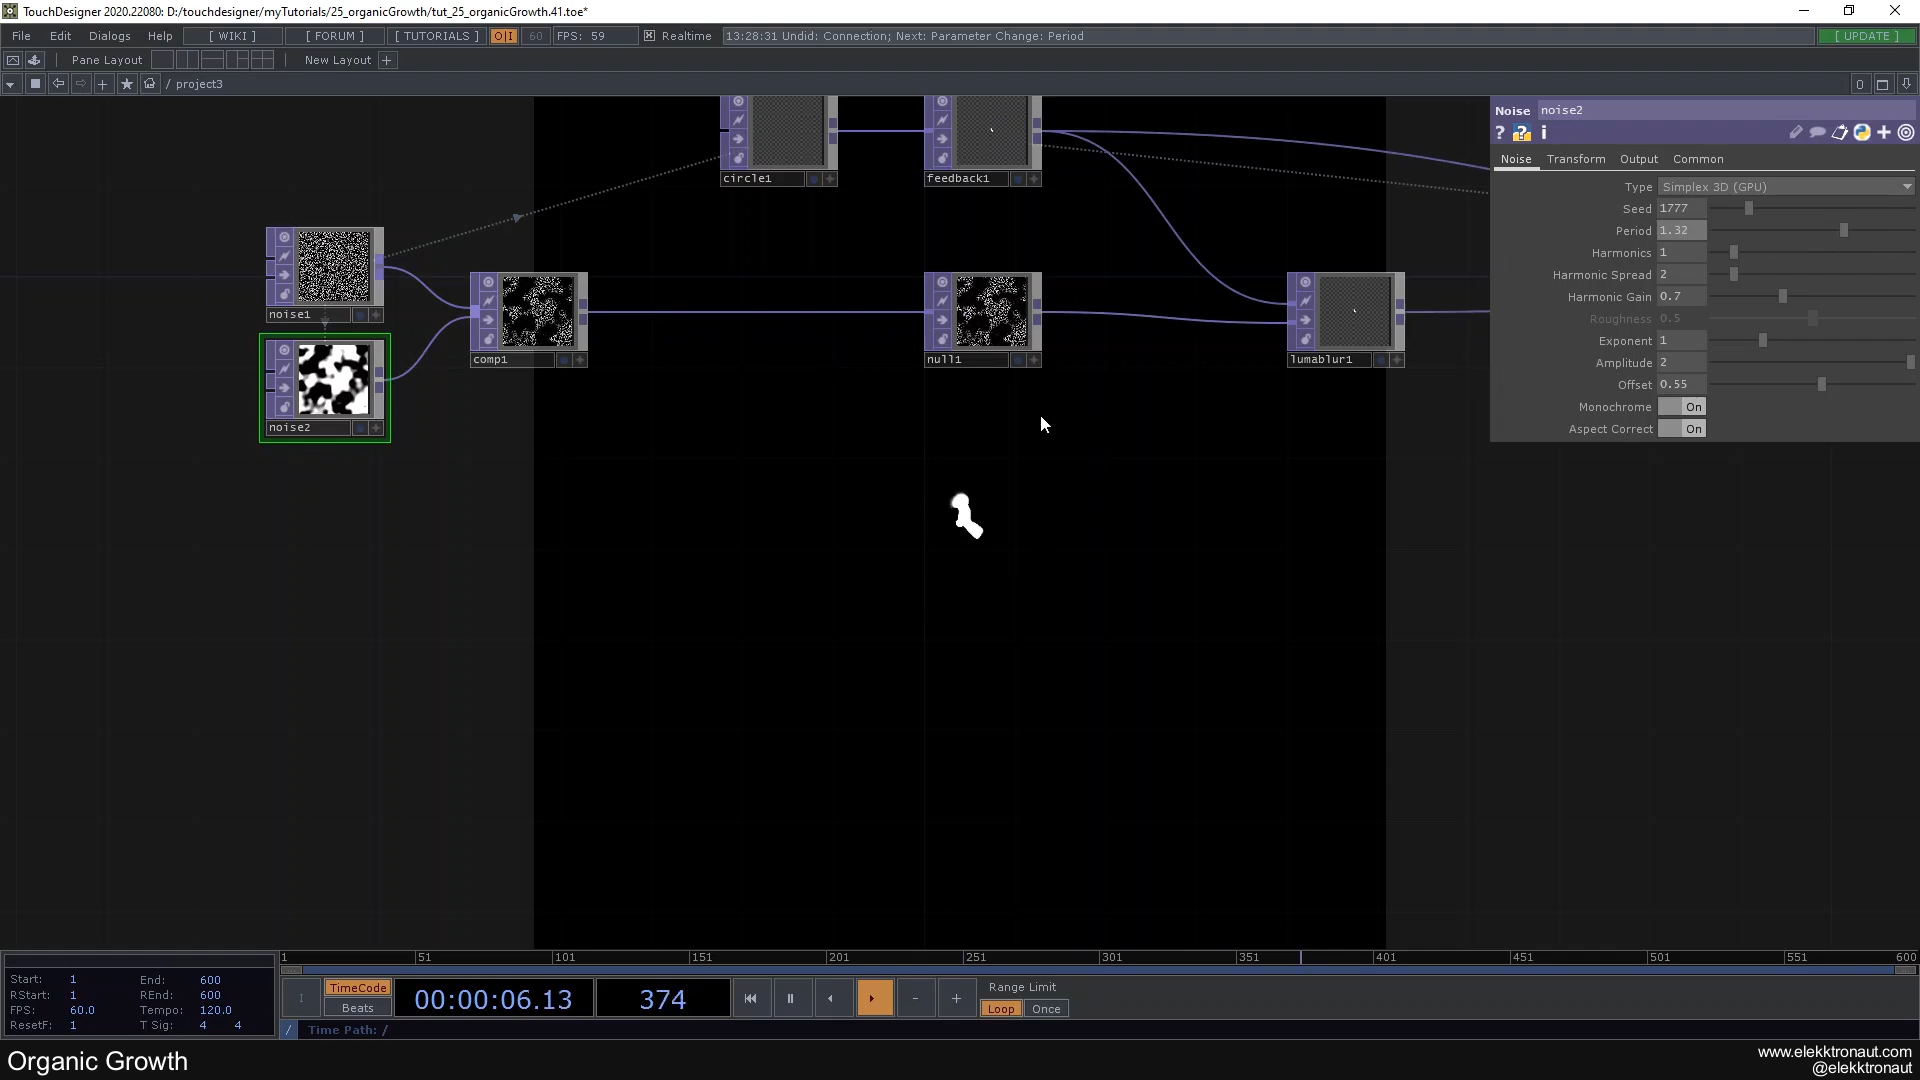 TouchDesigner 2020.22080: D:/touchdesigner/myTutorials/25_organicGrowth/tut_25_organicGrowth.41.toe*
File Edit Dialogs Help [ WIKI ] [ FORUM ] [ TUTORIALS ] O|I 60 FPS: 59 Realtime 13:28:31 Undid: Connection; Next: Parameter Change: Period [ UPDATE ]
Pane Layout New Layout +
/ project3 0
Noise noise2
? ? i
Noise Transform Output Common
Type Simplex 3D (GPU)
Seed 1777
Period 1.32
Harmonics 1
Harmonic Spread 2
Harmonic Gain 0.7
Roughness 0.5
Exponent 1
Amplitude 2
Offset 0.55
Monochrome On
Aspect Correct On
circle1
feedback1
noise1
comp1
null1
lumablur1
noise2
1 51 101 151 201 251 301 351 401 451 501 551 600
Start: 1 End: 600
RStart: 1 REnd: 600
FPS: 60.0 Tempo: 120.0
ResetF: 1 T Sig: 4 4
TimeCode
Beats
00:00:06.13
374
- +
Range Limit
Loop Once
/ Time Path: /
Organic Growth
www.elekktronaut.com
@elekktronaut